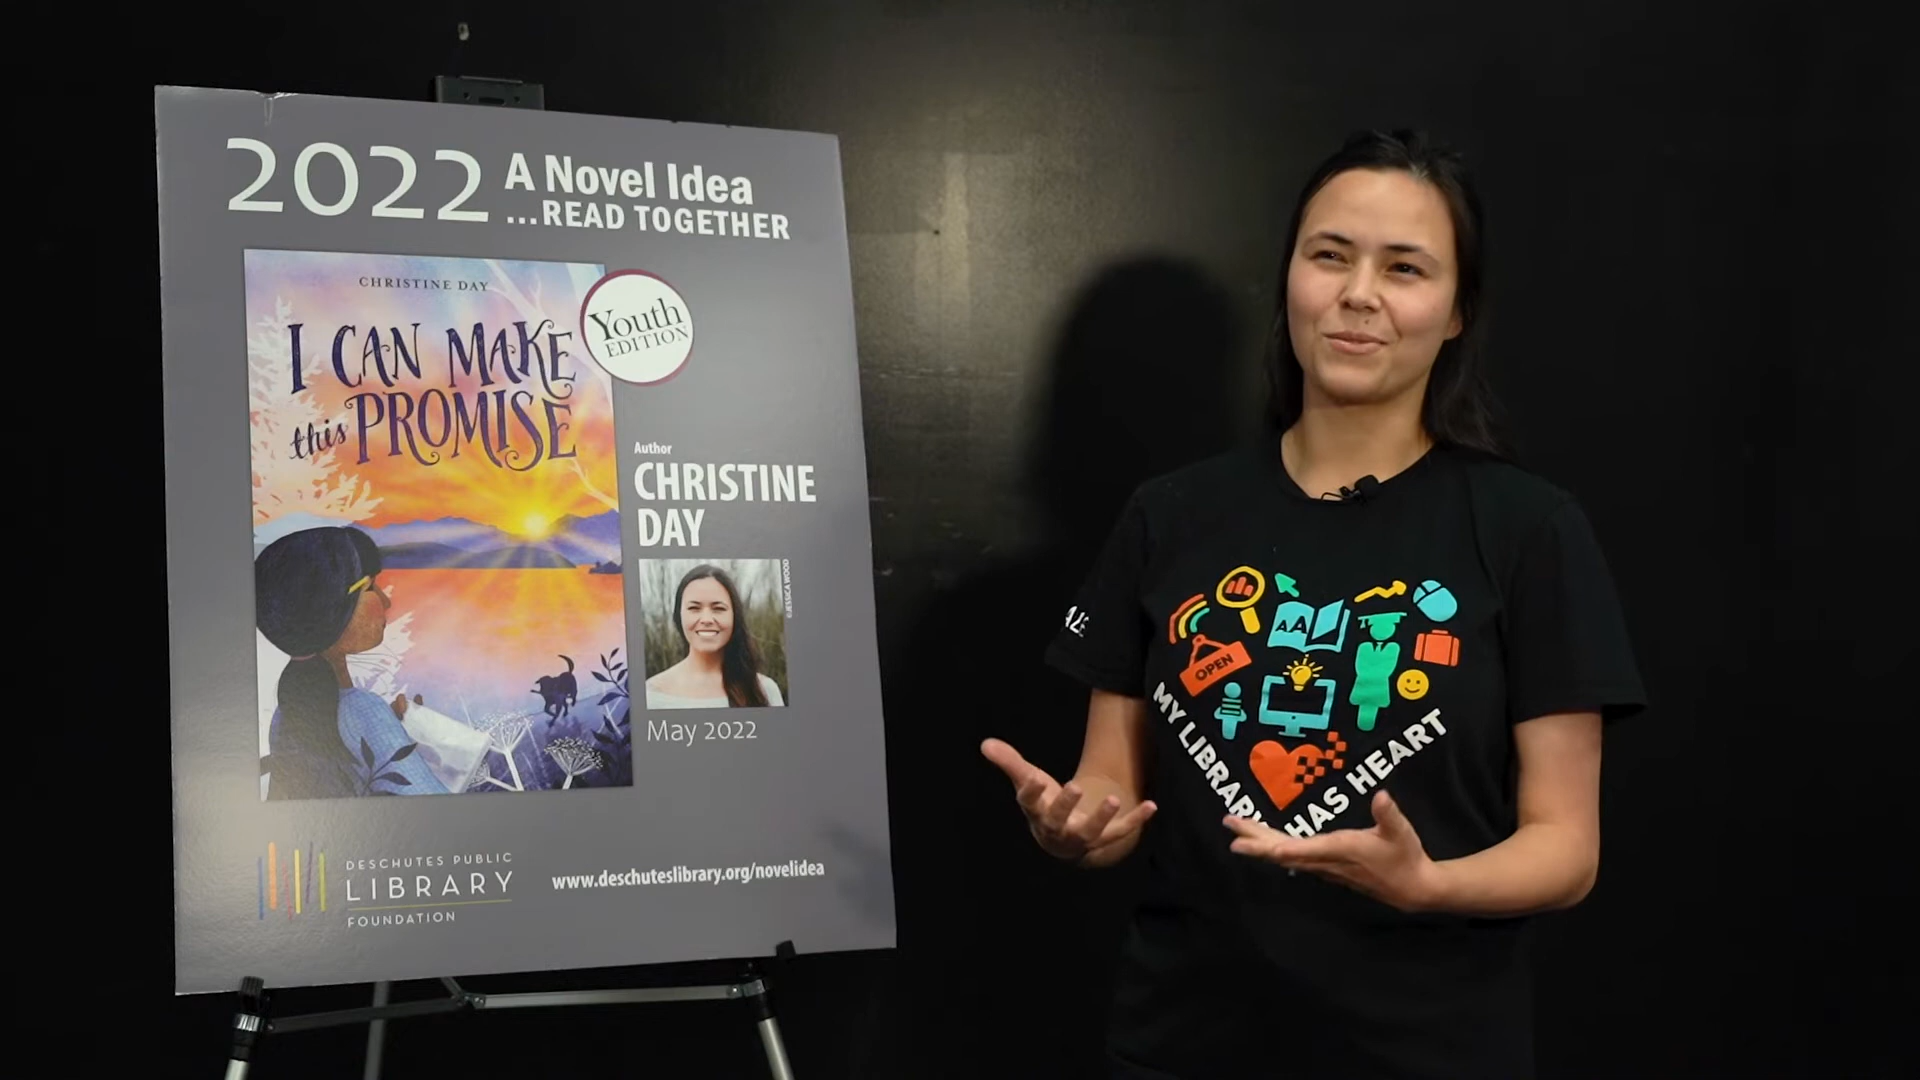 2022
A Novel Idea
...READ TOGETHER
CHRISTINE DAY
I CAN MAKE
this PROMISE
Youth
EDITION
Author
CHRISTINE
DAY
©JESSICA WOOD
May 2022
DESCHUTES PUBLIC
LIBRARY
FOUNDATION
www.deschuteslibrary.org/novelidea
AA
OPEN
MY LIBRARY
HAS HEART